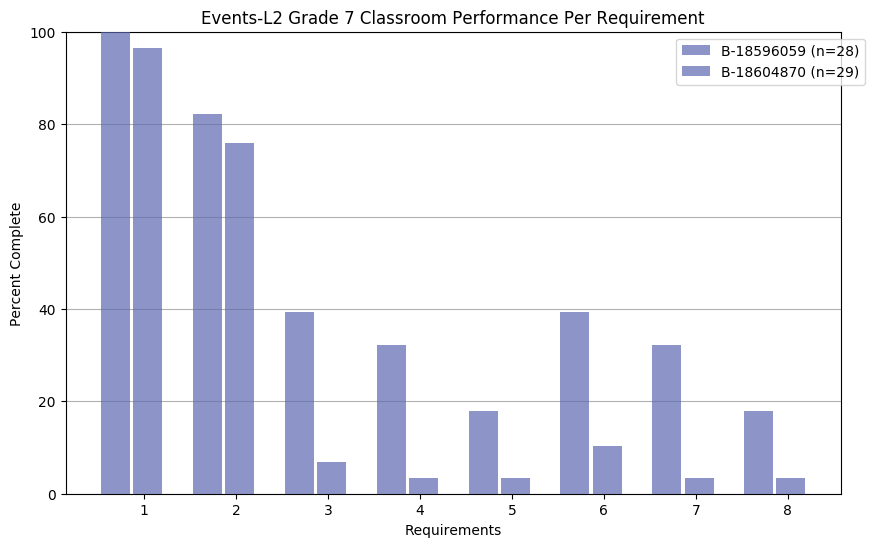 Events-L2 Grade 7 Classroom Performance Per Requirement
B-18596059 (n=28)
B-18604870 (n=29)
Percent Complete
100
80
60
40
20
0
1 2 3 4 5 6 7 8
Requirements